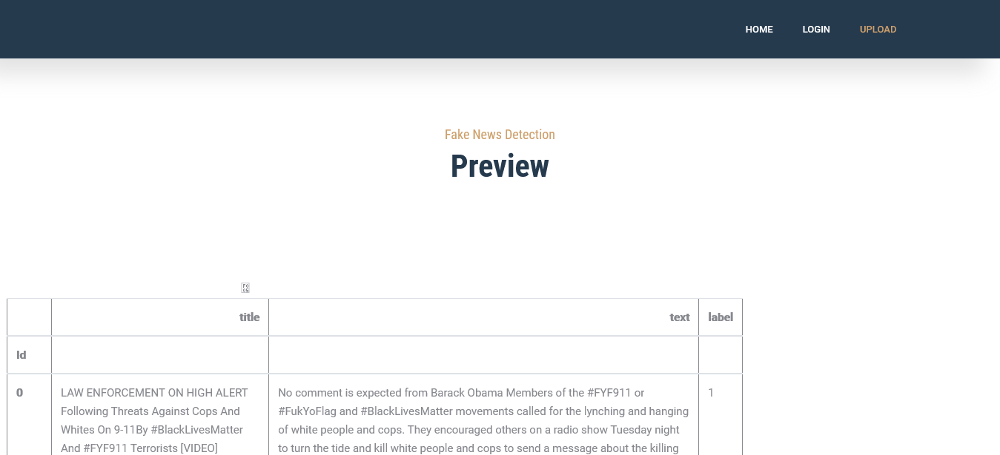 HOME LOGIN UPLOAD
Fake News Detection
Preview
title text label
Id
0 LAW ENFORCEMENT ON HIGH ALERT No comment is expected from Barack Obama Members of the #FYF911 or 1
Following Threats Against Cops And #FukYoFlag and #BlackLivesMatter movements called for the lynching and hanging
Whites On 9-11By #BlackLivesMatter of white people and cops. They encouraged others on a radio show Tuesday night
And #FYF911 Terrorists [VIDEO] to turn the tide and kill white people and cops to send a message about the killing